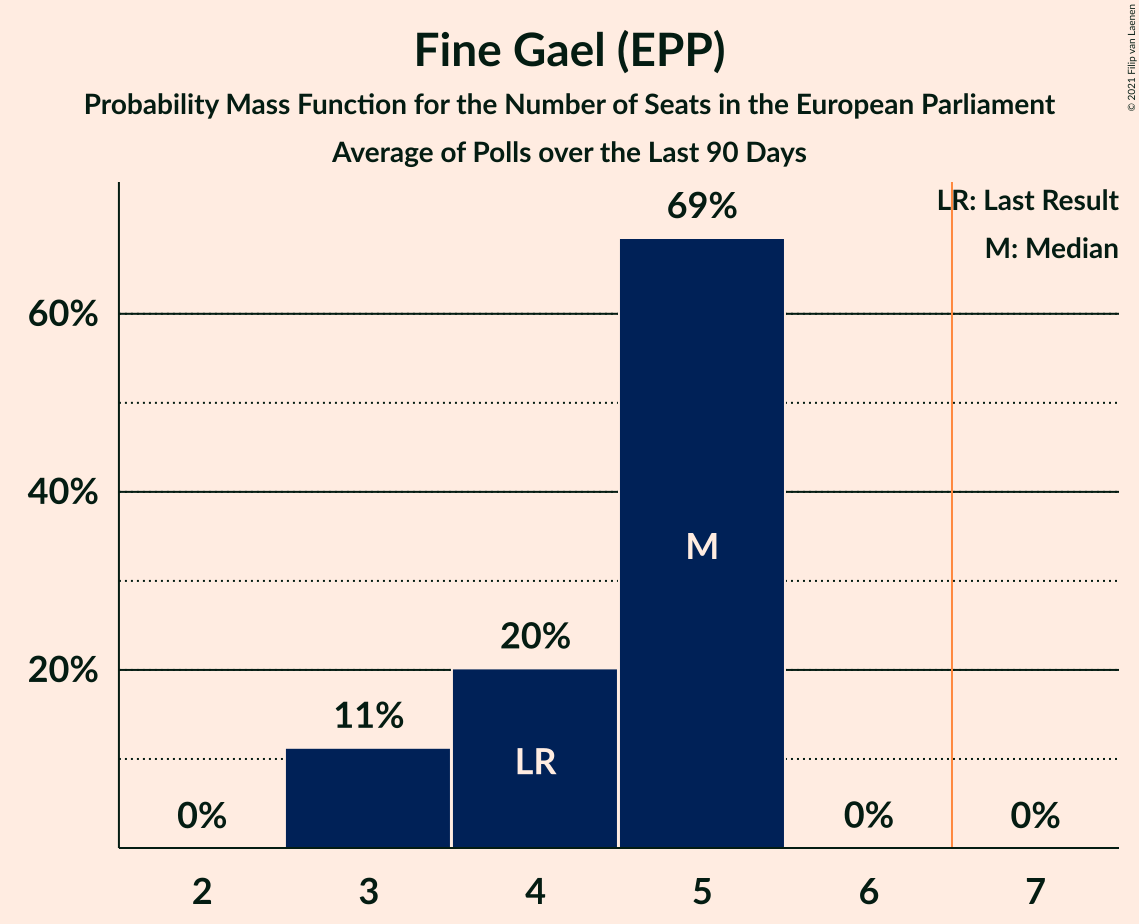 Fine Gael (EPP)
Probability Mass Function for the Number of Seats in the European Parliament
Average of Polls over the Last 90 Days
© 2021 Filip van Laenen
LR: Last Result
M: Median
69%
60%
40%
M
20%
20%
11%
LR
0%
0%
0%
2 3 4 5 6 7